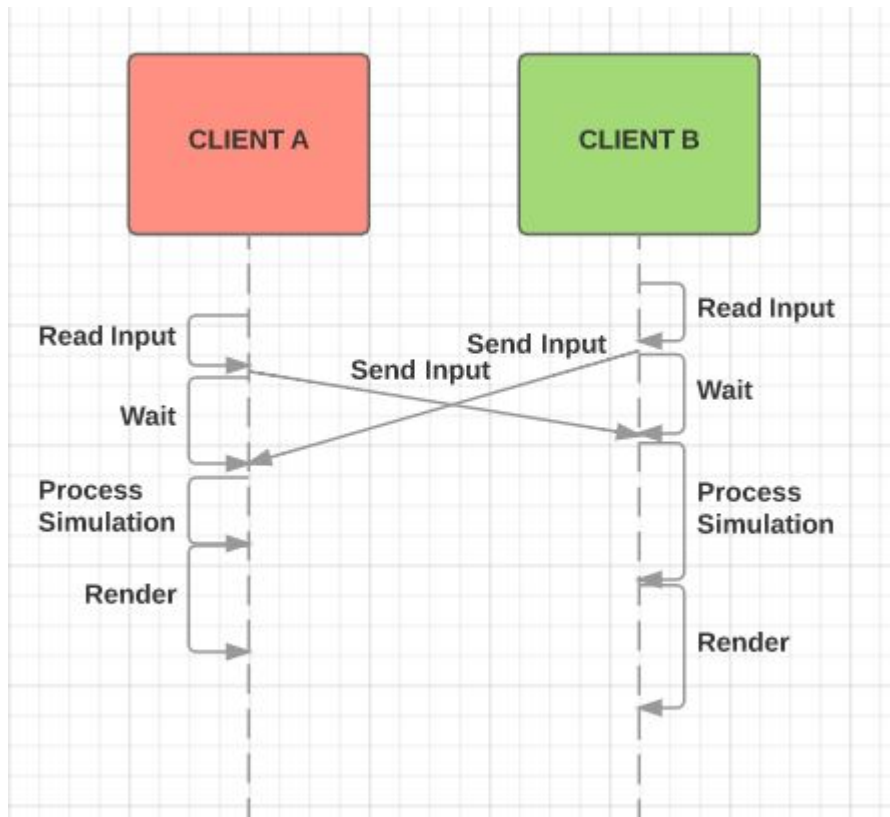 CLIENT A
CLIENT B
Read Input
Read Input
Send Input
Send Input
Wait
Wait
Process
Simulation
Process
Simulation
Render
Render